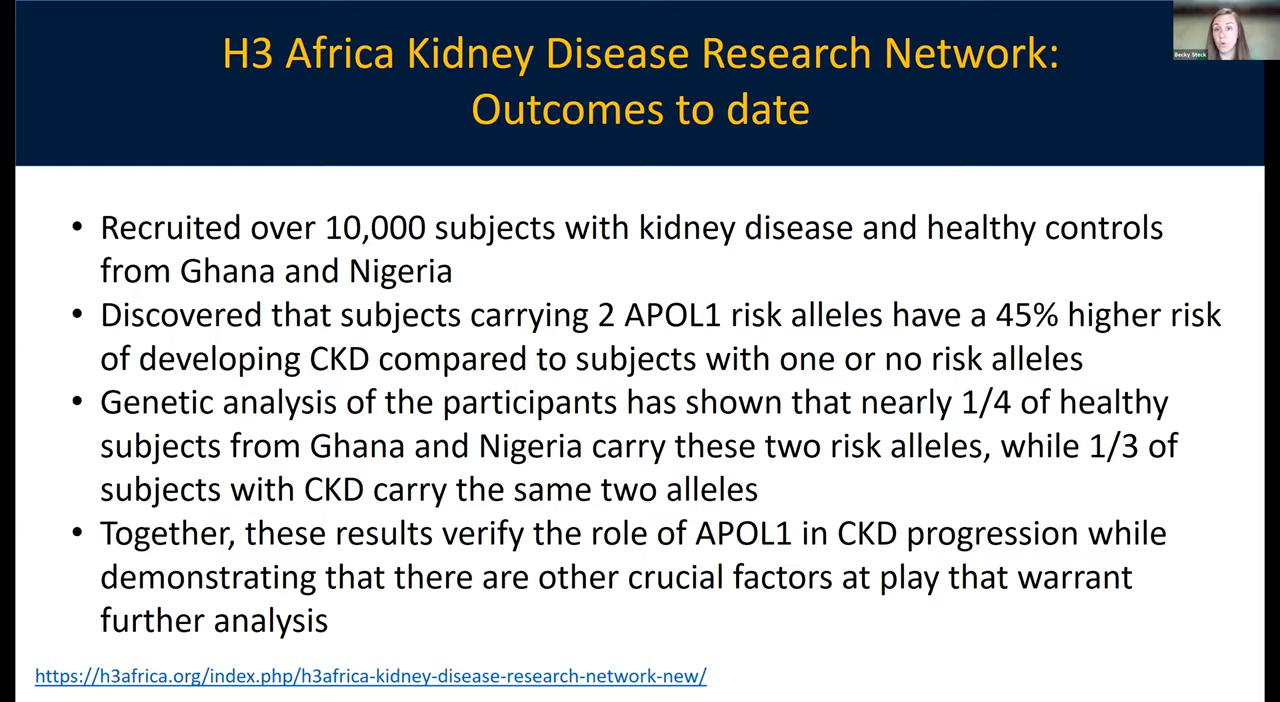 H3 Africa Kidney Disease Research Network:
Outcomes to date
Becky Steck
• Recruited over 10,000 subjects with kidney disease and healthy controls
from Ghana and Nigeria
• Discovered that subjects carrying 2 APOL1 risk alleles have a 45% higher risk
of developing CKD compared to subjects with one or no risk alleles
• Genetic analysis of the participants has shown that nearly 1/4 of healthy
subjects from Ghana and Nigeria carry these two risk alleles, while 1/3 of
subjects with CKD carry the same two alleles
• Together, these results verify the role of APOL1 in CKD progression while
demonstrating that there are other crucial factors at play that warrant
further analysis
https://h3africa.org/index.php/h3africa-kidney-disease-research-network-new/